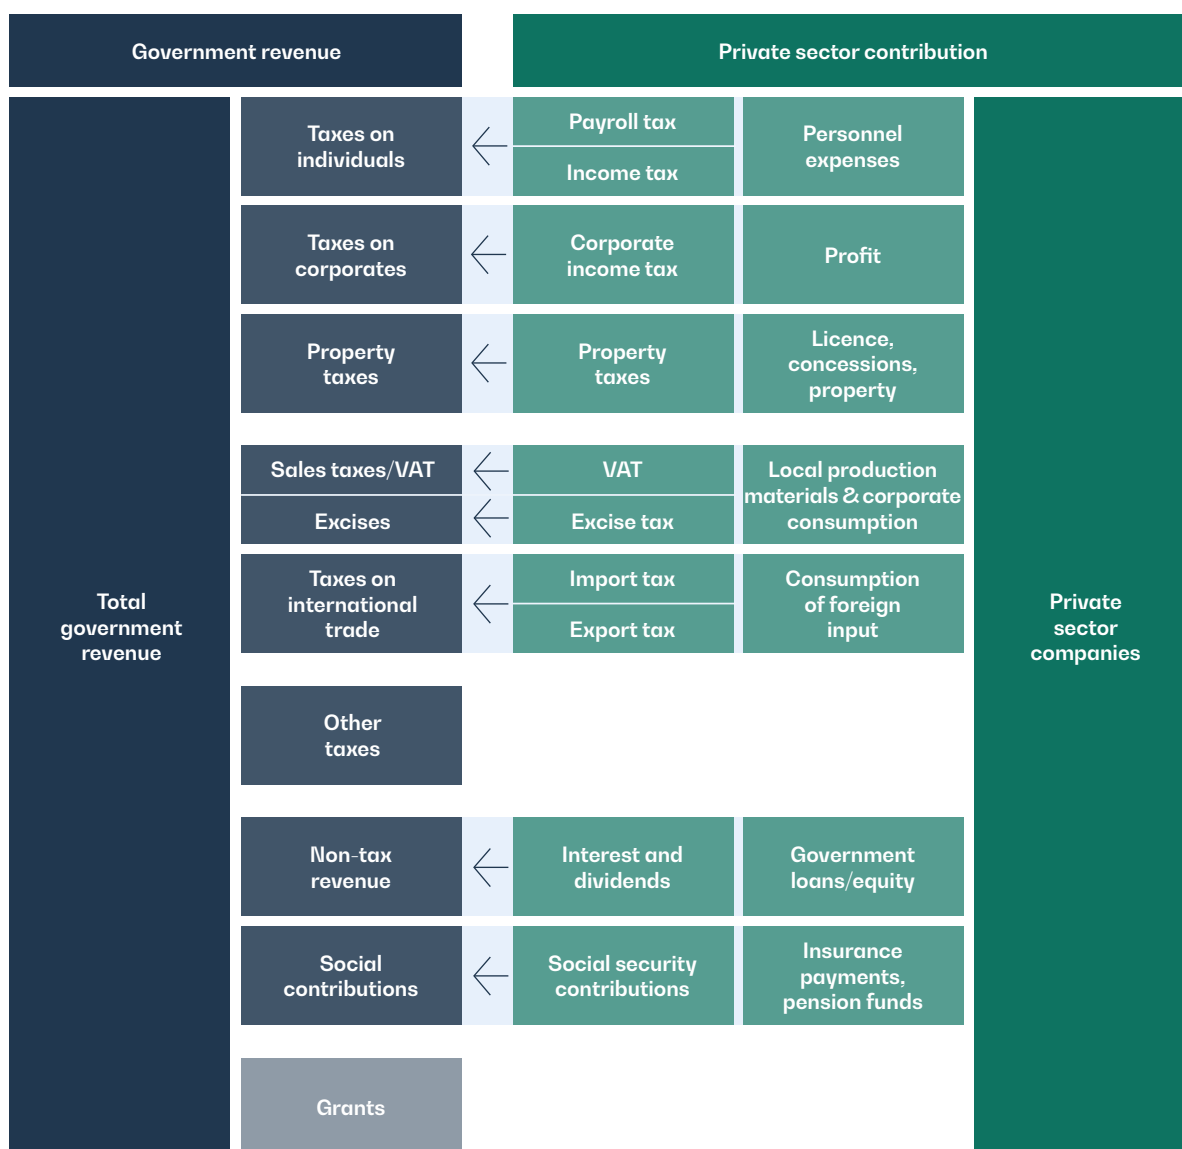 Government revenue
Private sector contribution
Total
government
revenue
Taxes on
individuals
Payroll tax
Income tax
Personnel
expenses
Taxes on
corporates
Corporate
income tax
Profit
Property
taxes
Property
taxes
Licence,
concessions,
property
Sales taxes/VAT
VAT
Excises
Excise tax
Local production
materials & corporate
consumption
Taxes on
international
trade
Import tax
Export tax
Consumption
of foreign
input
Other
taxes
Non-tax
revenue
Interest and
dividends
Government
loans/equity
Social
contributions
Social security
contributions
Insurance
payments,
pension funds
Grants
Private
sector
companies